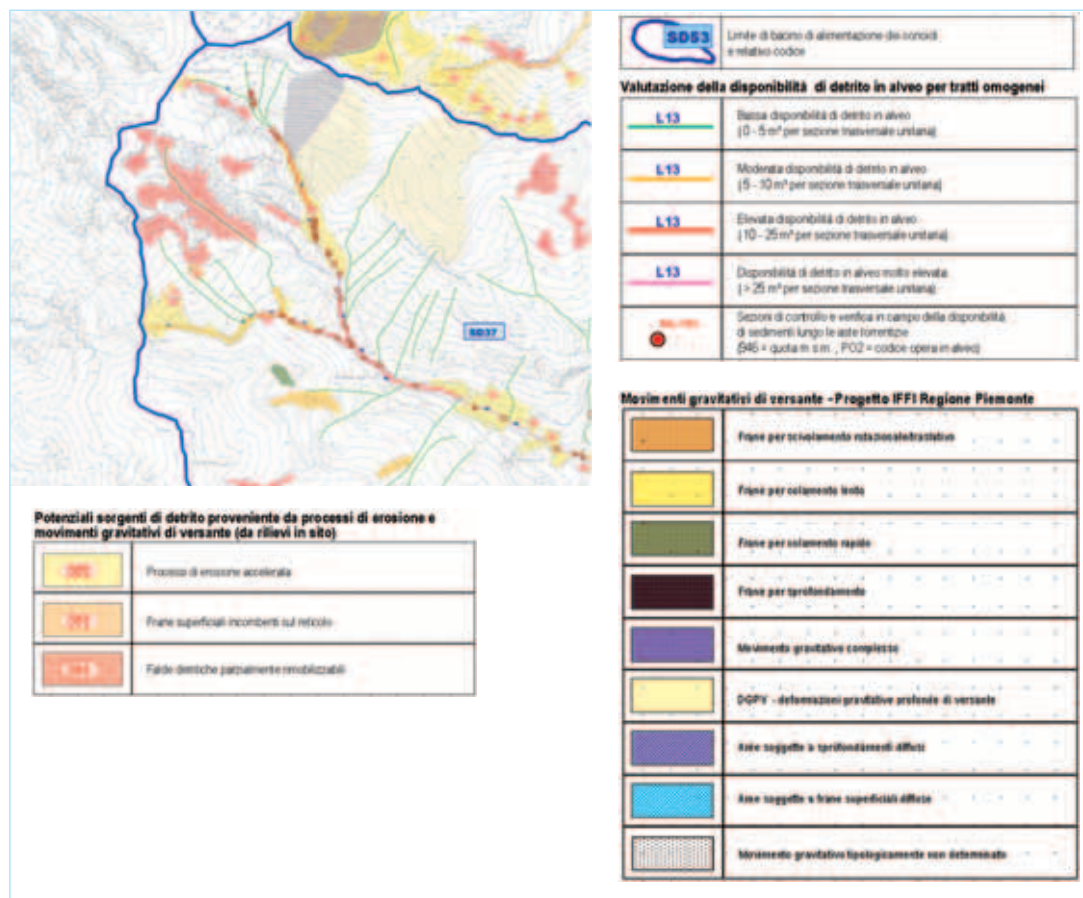 SD37
SD53
Limite di bacino di alimentazione dei conoidi
e relativo codice
Valutazione della disponibilità di detrito in alveo per tratti omogenei
L13
Bassa disponibilità di detrito in alveo
(0 - 5 m³ per sezione trasversale unitaria)
L13
Moderata disponibilità di detrito in alveo
(5 - 10 m³ per sezione trasversale unitaria)
L13
Elevata disponibilità di detrito in alveo
(10 - 25 m³ per sezione trasversale unitaria)
L13
Disponibilità di detrito in alveo molto elevata
(> 25 m³ per sezione trasversale unitaria)
Sezioni di controllo e verifica in campo della disponibilità
di sedimenti lungo le aste torrentizie
(946 = quota m s.m., PO2 = codice opera in alveo)
Movimenti gravitativi di versante - Progetto IFFI Regione Piemonte
Frane per scivolamento rotazionale/traslativo
Frane per colamento lento
Frane per colamento rapido
Frane per sprofondamento
Movimento gravitativo complesso
DGPV - deformazioni gravitative profonde di versante
Aree soggette a sprofondamenti diffusi
Aree soggette a frane superficiali diffuse
Movimento gravitativo tipologicamente non determinato
Potenziali sorgenti di detrito proveniente da processi di erosione e
movimenti gravitativi di versante (da rilievi in sito)
Processi di erosione accelerata
Frane superficiali incombenti sul reticolo
Falde detritiche parzialmente rimobilizzabili